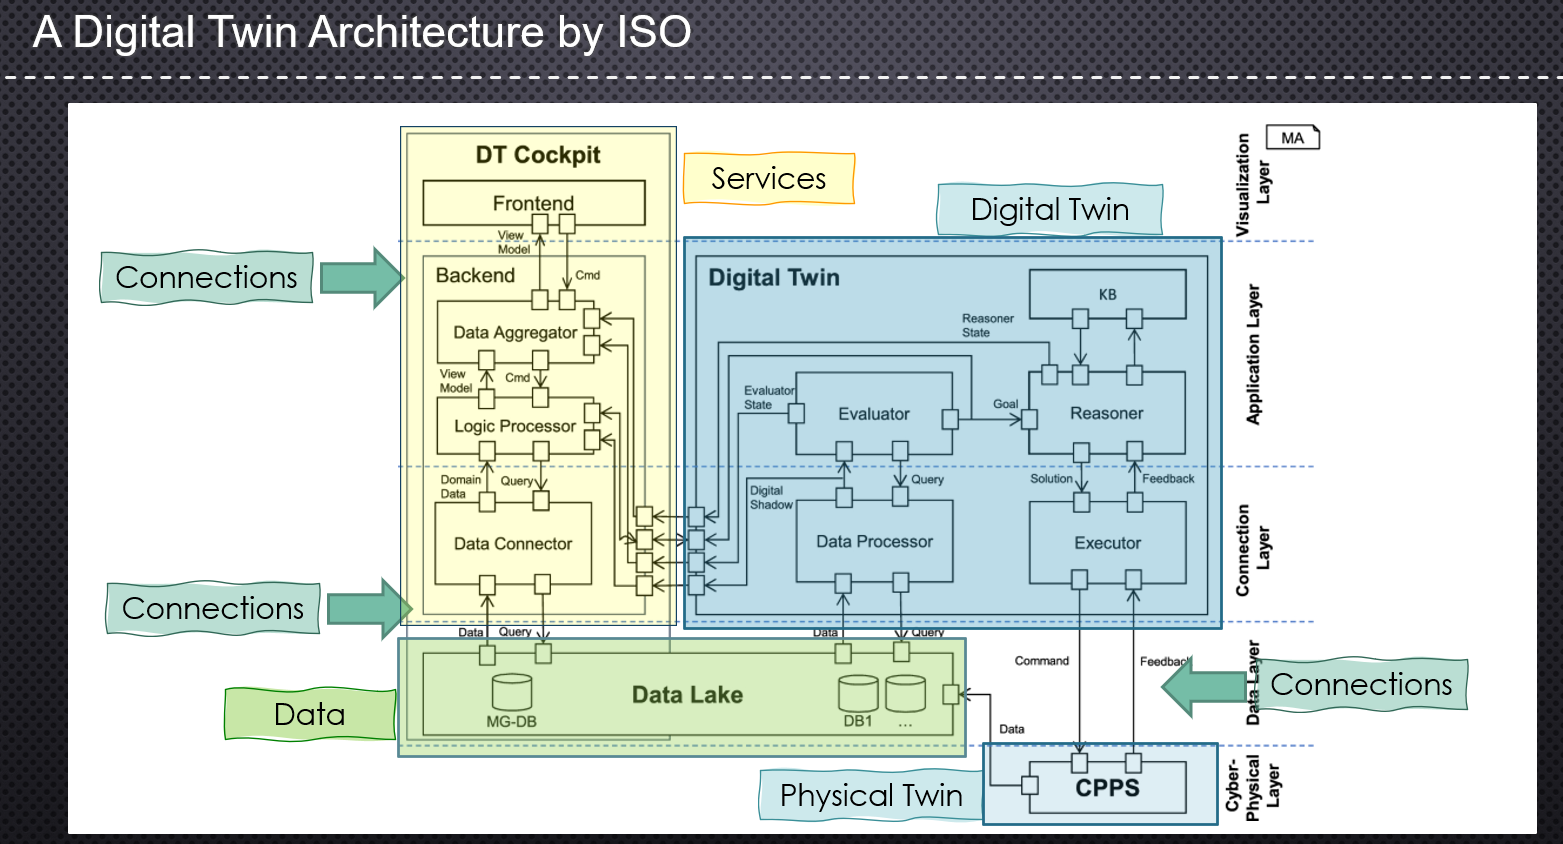 A Digital Twin Architecture by ISO
DT Cockpit
Services
Visualization
Layer
MA
Frontend
Digital Twin
View
Model
Connections
Backend
Cmd
Digital Twin
KB
Data Aggregator
Reasoner
State
Application Layer
View
Model
Cmd
Evaluator
State
Evaluator
Goal
Reasoner
Logic Processor
Domain
Data
Query
Digital
Shadow
Query
Solution
Feedback
Data Connector
Data Processor
Executor
Connection
Layer
Connections
Data
Query
Data
Query
Command
Feedback
Data Layer
Connections
Data
Data Lake
MG-DB
DB1
...
Data
Physical Twin
CPPS
Cyber-
Physical
Layer